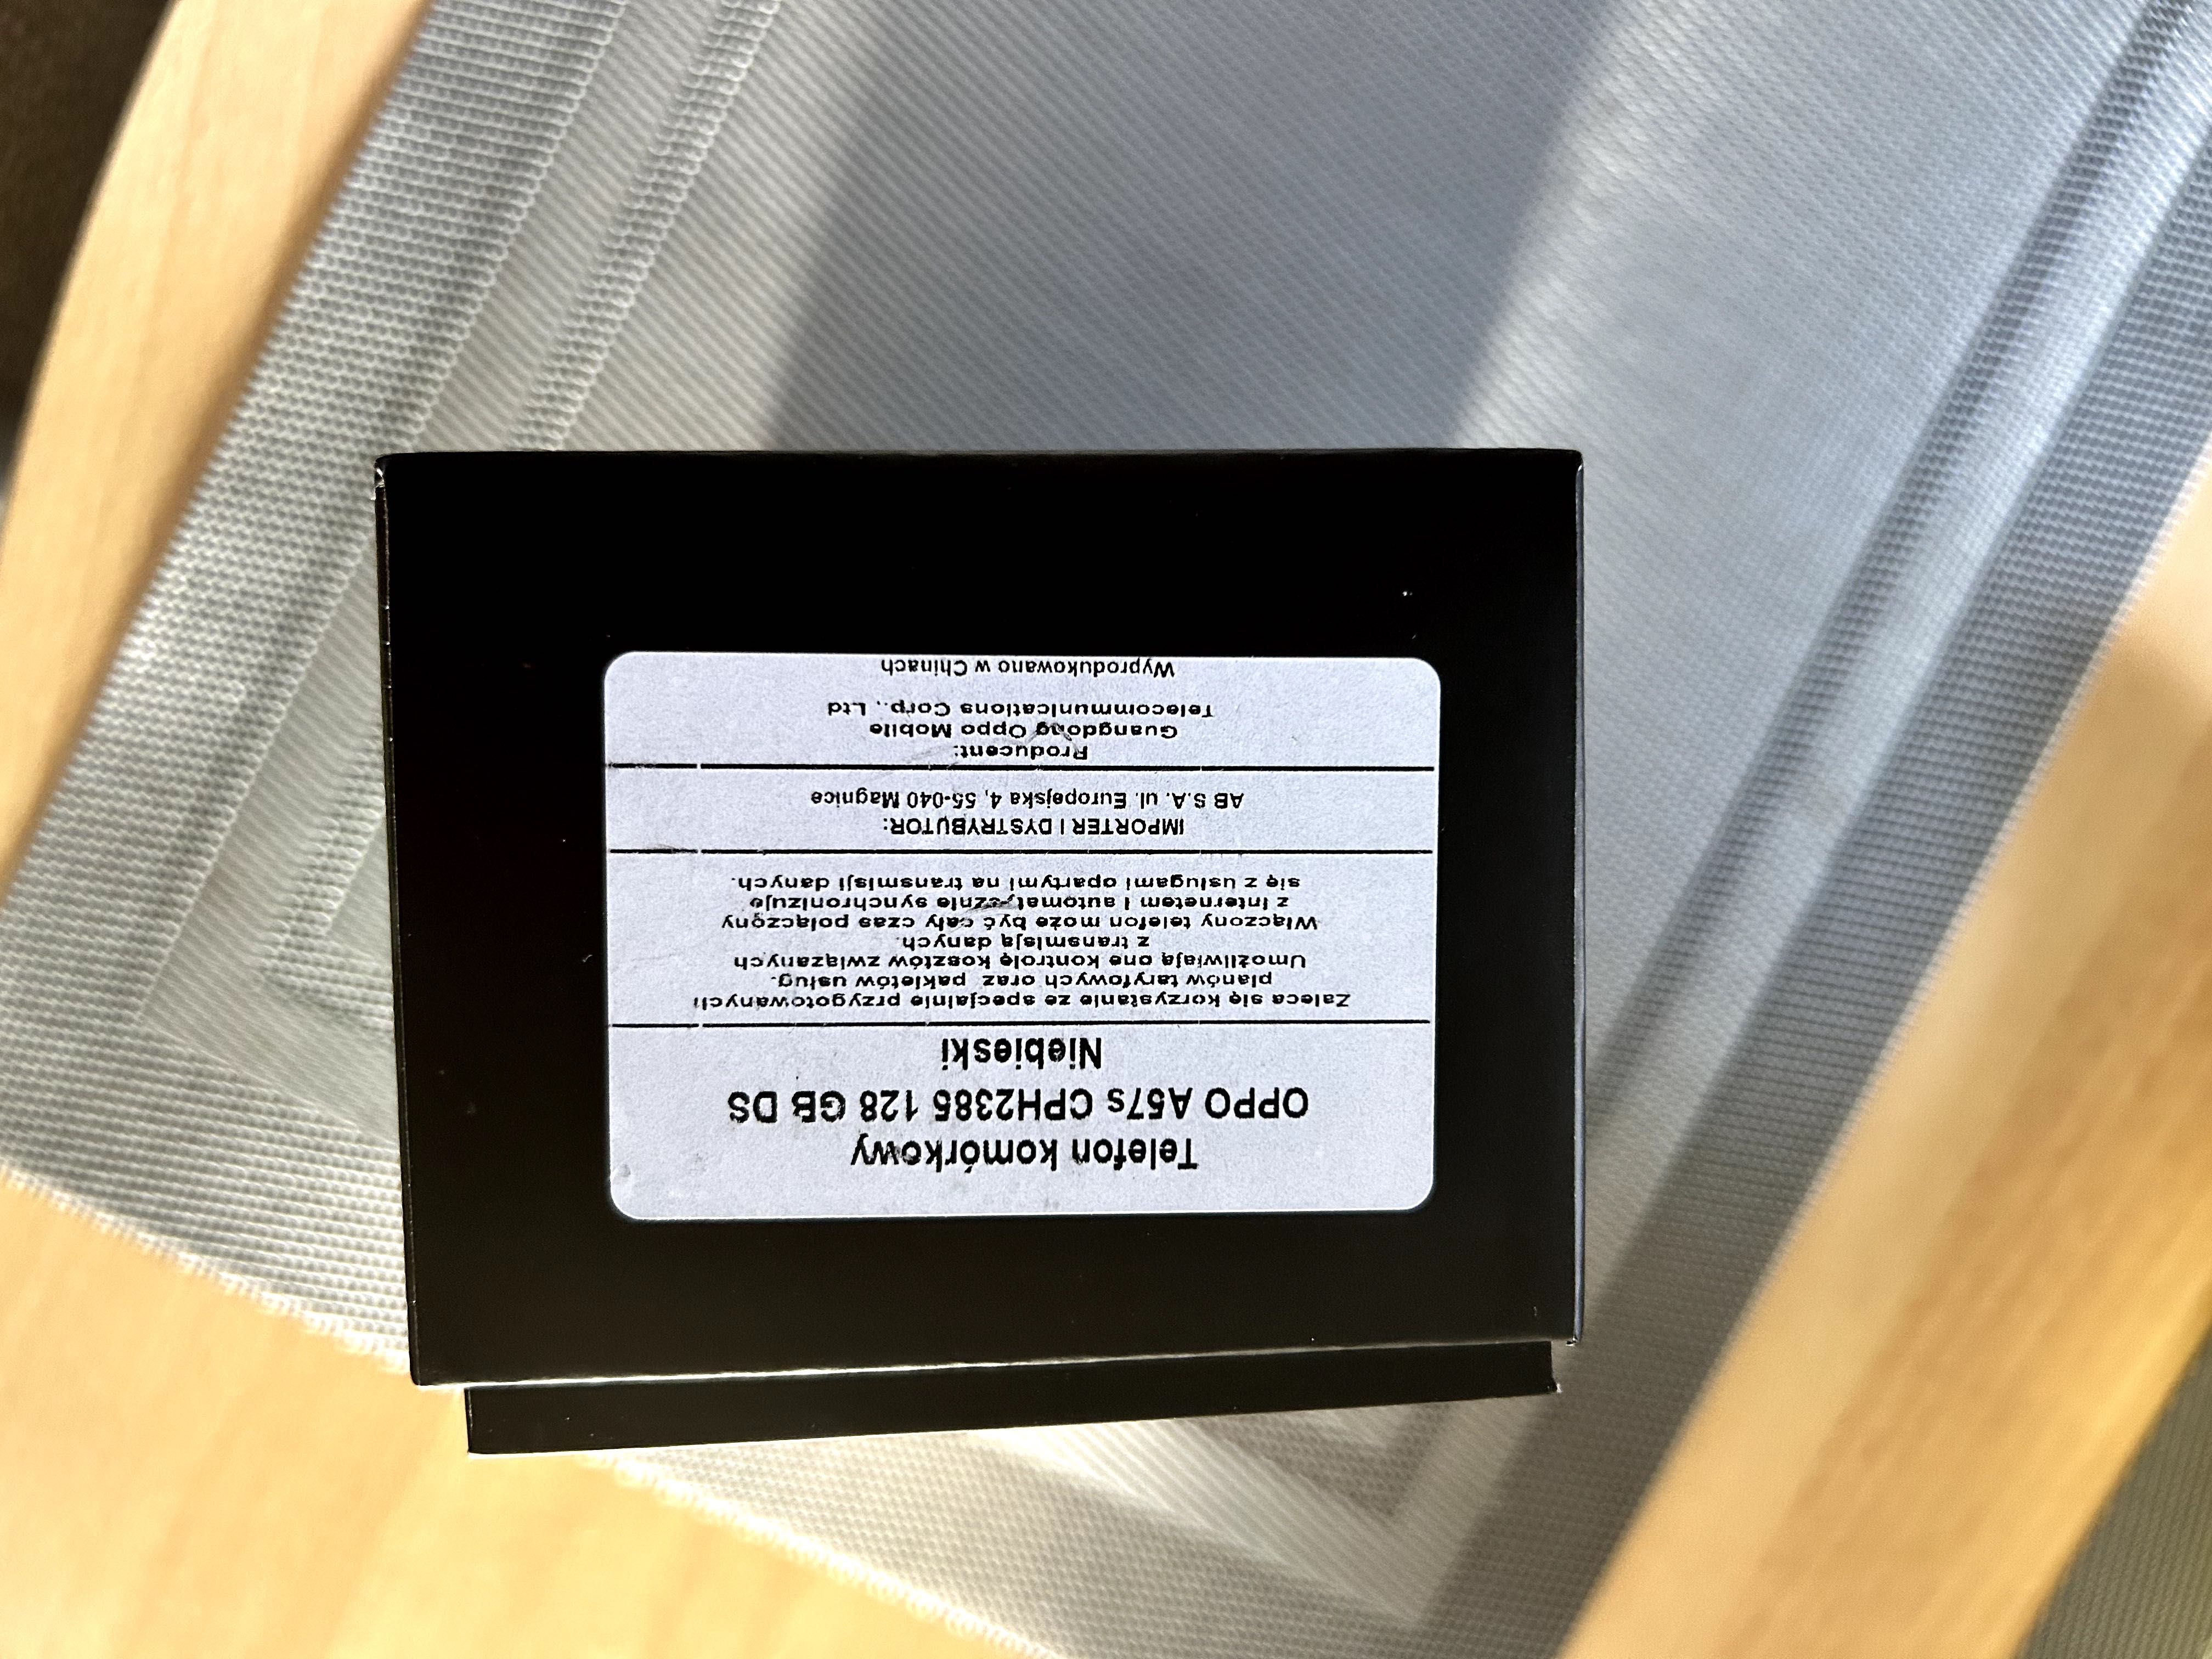 Telefon komórkowy
OPPO A57s CPH2385 128 GB DS
Niebieski
Zaleca się korzystanie ze specjalnie przygotowanych
planów taryfowych oraz pakietów usług.
Umożliwiają one kontrolę kosztów związanych
z transmisją danych.
Włączony telefon może być cały czas połączony
z internetem i automatycznie synchronizuje
się z usługami opartymi na transmisji danych.
IMPORTER I DYSTRYBUTOR:
AB S.A. ul. Europejska 4, 55-040 Magnice
Producent:
Guangdong Oppo Mobile
Telecommunications Corp., Ltd
Wyprodukowano w Chinach